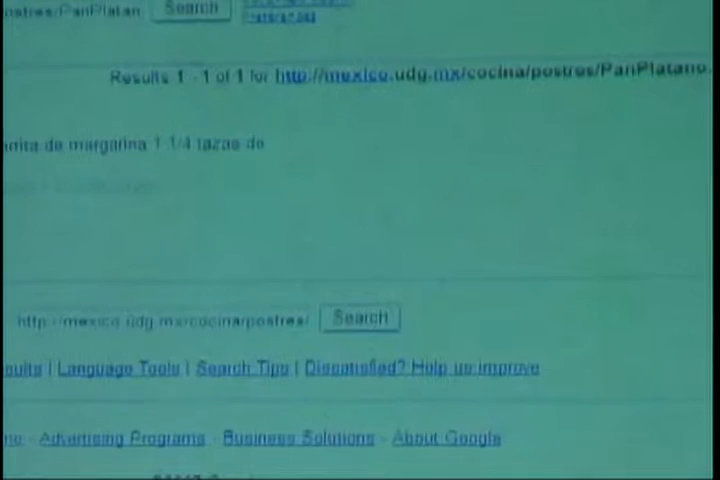 ostres/PanPlatan Search
Preferences
Results 1 - 1 of 1 for http://mexico.udg.mx/cocina/postres/PanPlatano.
de margarina 1 1/4 tazas de
http://mexico.udg.mx/cocina/postres/ Search
sults | Language Tools | Search Tips | Dissatisfied? Help us improve
Advertising Programs - Business Solutions - About Google